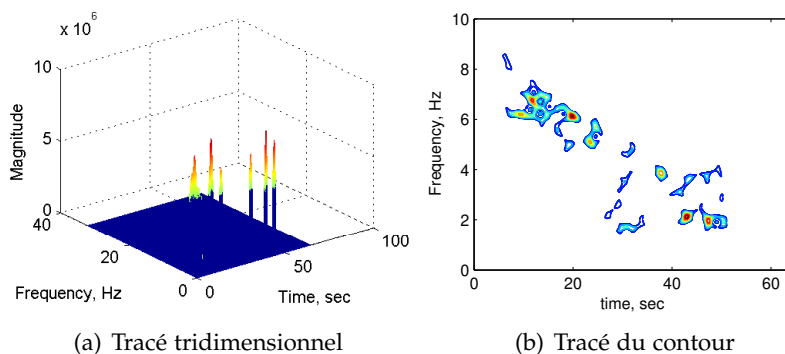 x 10^6
10
5
0
Magnitude
40
20
0
Frequency, Hz
0
50
100
Time, sec
(a) Tracé tridimensionnel
10
8
6
4
2
0
Frequency, Hz
0
20
40
60
time, sec
(b) Tracé du contour